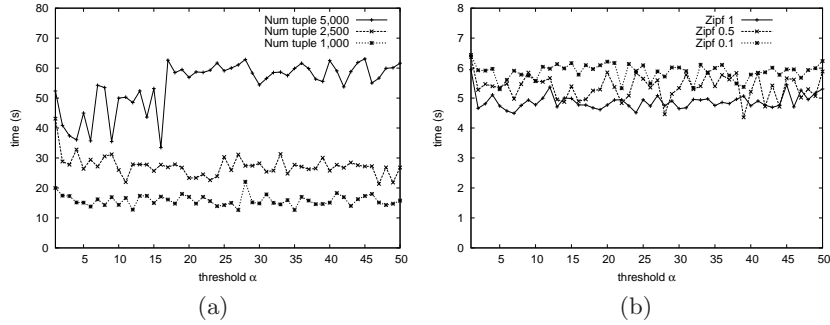 80
70
60
50
40
30
20
10
0
time (s)
5 10 15 20 25 30 35 40 45 50
threshold α
Num tuple 5,000
Num tuple 2,500
Num tuple 1,000
(a)
8
7
6
5
4
3
2
1
0
time (s)
5 10 15 20 25 30 35 40 45 50
threshold α
Zipf 1
Zipf 0.5
Zipf 0.1
(b)